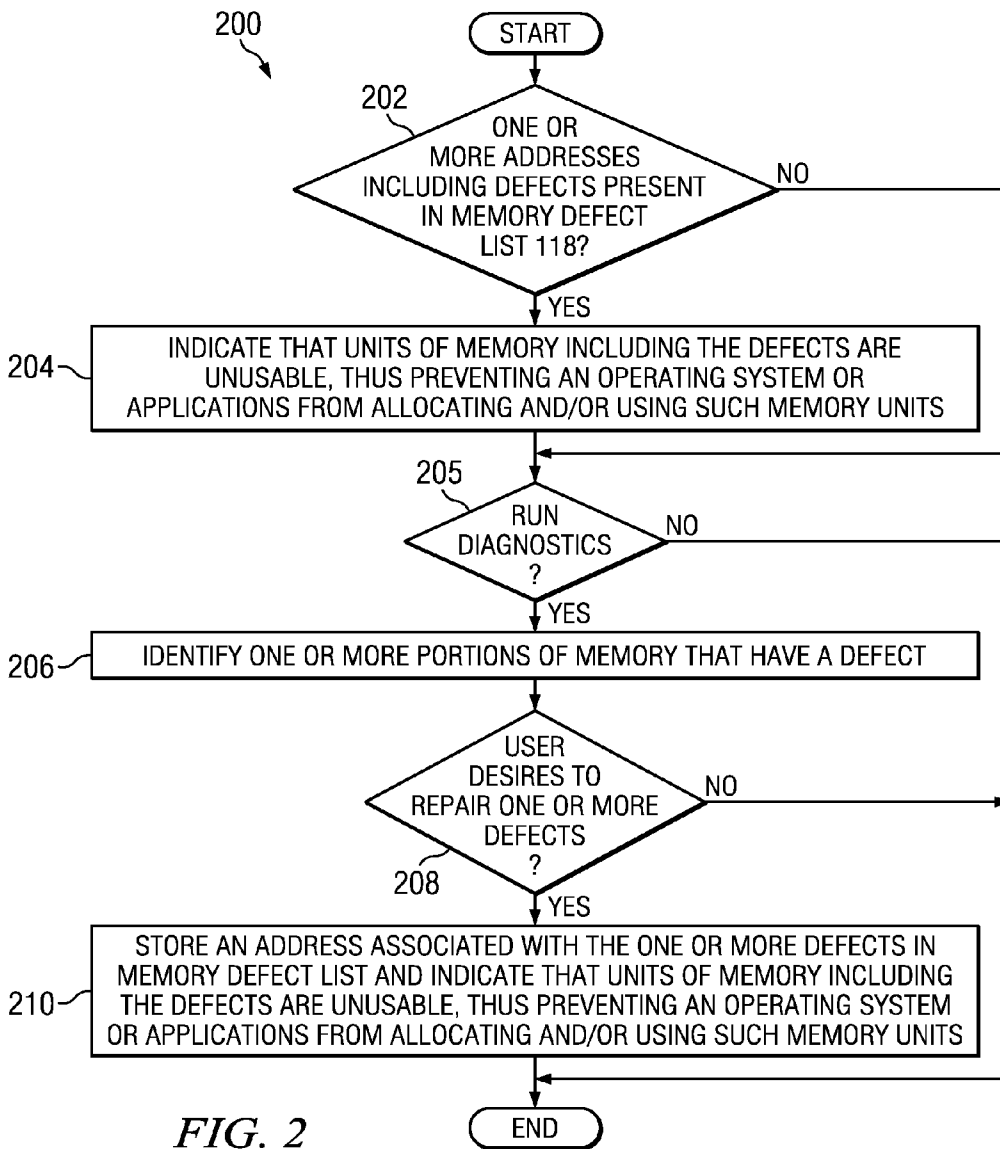 200
START
202
ONE OR
MORE ADDRESSES
INCLUDING DEFECTS PRESENT
IN MEMORY DEFECT
LIST 118?
NO
YES
204
INDICATE THAT UNITS OF MEMORY INCLUDING THE DEFECTS ARE
UNUSABLE, THUS PREVENTING AN OPERATING SYSTEM OR
APPLICATIONS FROM ALLOCATING AND/OR USING SUCH MEMORY UNITS
205
RUN
DIAGNOSTICS
?
NO
YES
206
IDENTIFY ONE OR MORE PORTIONS OF MEMORY THAT HAVE A DEFECT
USER
DESIRES TO
REPAIR ONE OR MORE
DEFECTS
?
NO
208
YES
210
STORE AN ADDRESS ASSOCIATED WITH THE ONE OR MORE DEFECTS IN
MEMORY DEFECT LIST AND INDICATE THAT UNITS OF MEMORY INCLUDING
THE DEFECTS ARE UNUSABLE, THUS PREVENTING AN OPERATING SYSTEM
OR APPLICATIONS FROM ALLOCATING AND/OR USING SUCH MEMORY UNITS
END
FIG. 2